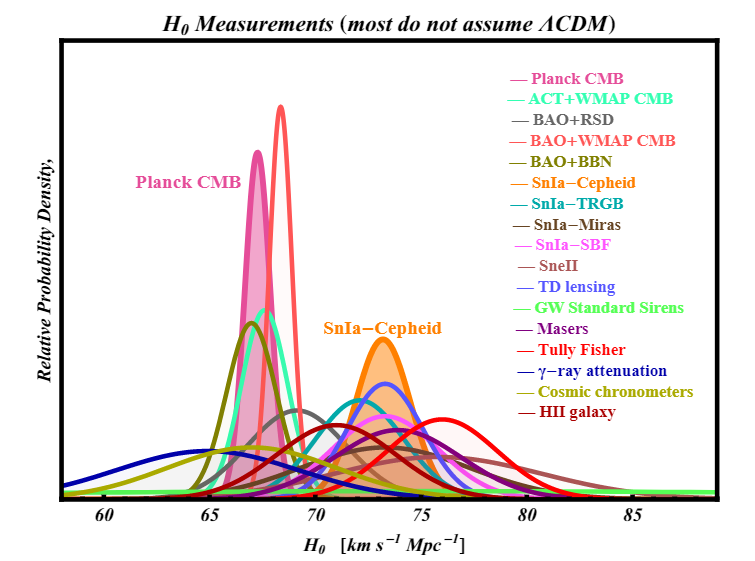 H₀ Measurements (most do not assume ΛCDM)
— Planck CMB
— ACT+WMAP CMB
— BAO+RSD
— BAO+WMAP CMB
— BAO+BBN
— SnIa−Cepheid
— SnIa−TRGB
— SnIa−Miras
— SnIa−SBF
— SneII
— TD lensing
— GW Standard Sirens
— Masers
— Tully Fisher
— γ−ray attenuation
— Cosmic chronometers
— HII galaxy
Planck CMB
SnIa−Cepheid
Relative Probability Density,
60 65 70 75 80 85
H₀ [km s⁻¹ Mpc⁻¹]